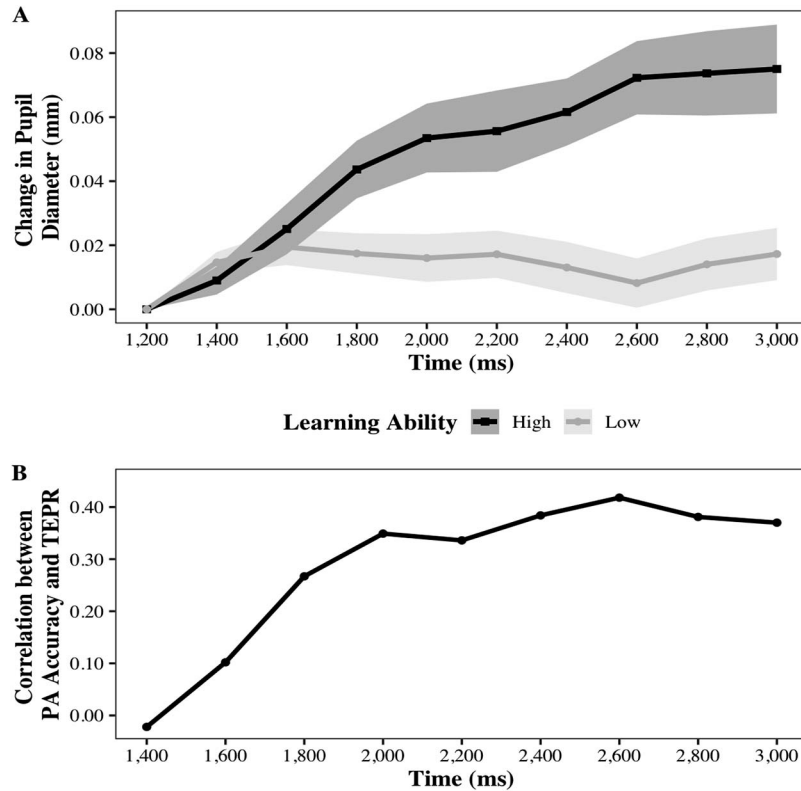 A
Change in Pupil
Diameter (mm)
0.08
0.06
0.04
0.02
0.00
1,200 1,400 1,600 1,800 2,000 2,200 2,400 2,600 2,800 3,000
Time (ms)
Learning Ability High Low
B
Correlation between
PA Accuracy and TEPR
0.40
0.30
0.20
0.10
0.00
1,400 1,600 1,800 2,000 2,200 2,400 2,600 2,800 3,000
Time (ms)